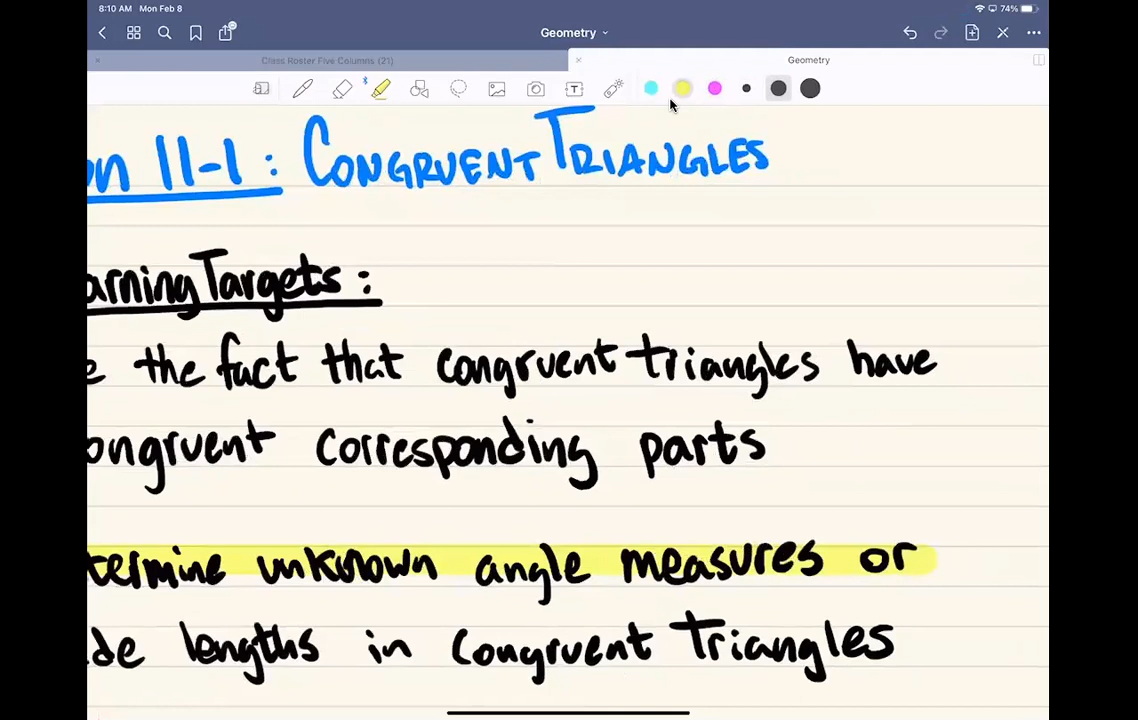 8:10 AM Mon Feb 8
74%
Geometry
Class Roster Five Columns (21)
Geometry
T
on 11-1: CONGRUENT TRIANGLES
arning Targets:
e the fact that congruent triangles have
ongruent corresponding parts
termine unknown angle measures or
de lengths in congruent Triangles